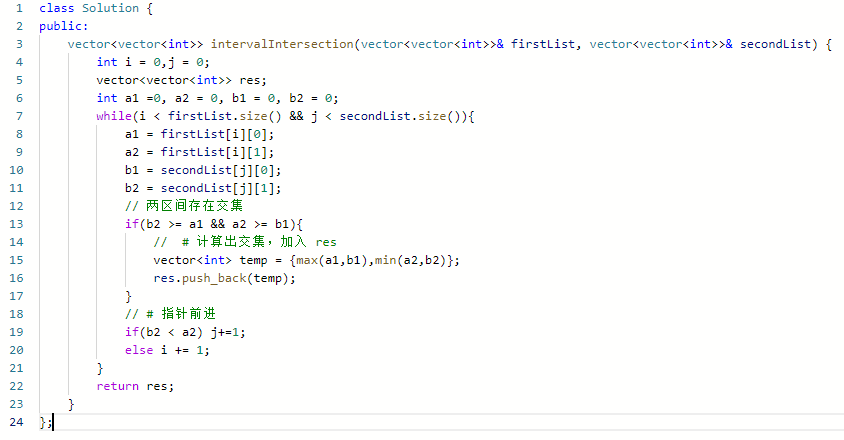 1 class Solution {
2 public:
3     vector<vector<int>> intervalIntersection(vector<vector<int>>& firstList, vector<vector<int>>& secondList) {
4         int i = 0,j = 0;
5         vector<vector<int>> res;
6         int a1 =0, a2 = 0, b1 = 0, b2 = 0;
7         while(i < firstList.size() && j < secondList.size()){
8             a1 = firstList[i][0];
9             a2 = firstList[i][1];
10             b1 = secondList[j][0];
11             b2 = secondList[j][1];
12             // 两区间存在交集
13             if(b2 >= a1 && a2 >= b1){
14                 //  # 计算出交集，加入 res
15                 vector<int> temp = {max(a1,b1),min(a2,b2)};
16                 res.push_back(temp);
17             }
18             // # 指针前进
19             if(b2 < a2) j+=1;
20             else i += 1;
21         }
22         return res;
23     }
24 };